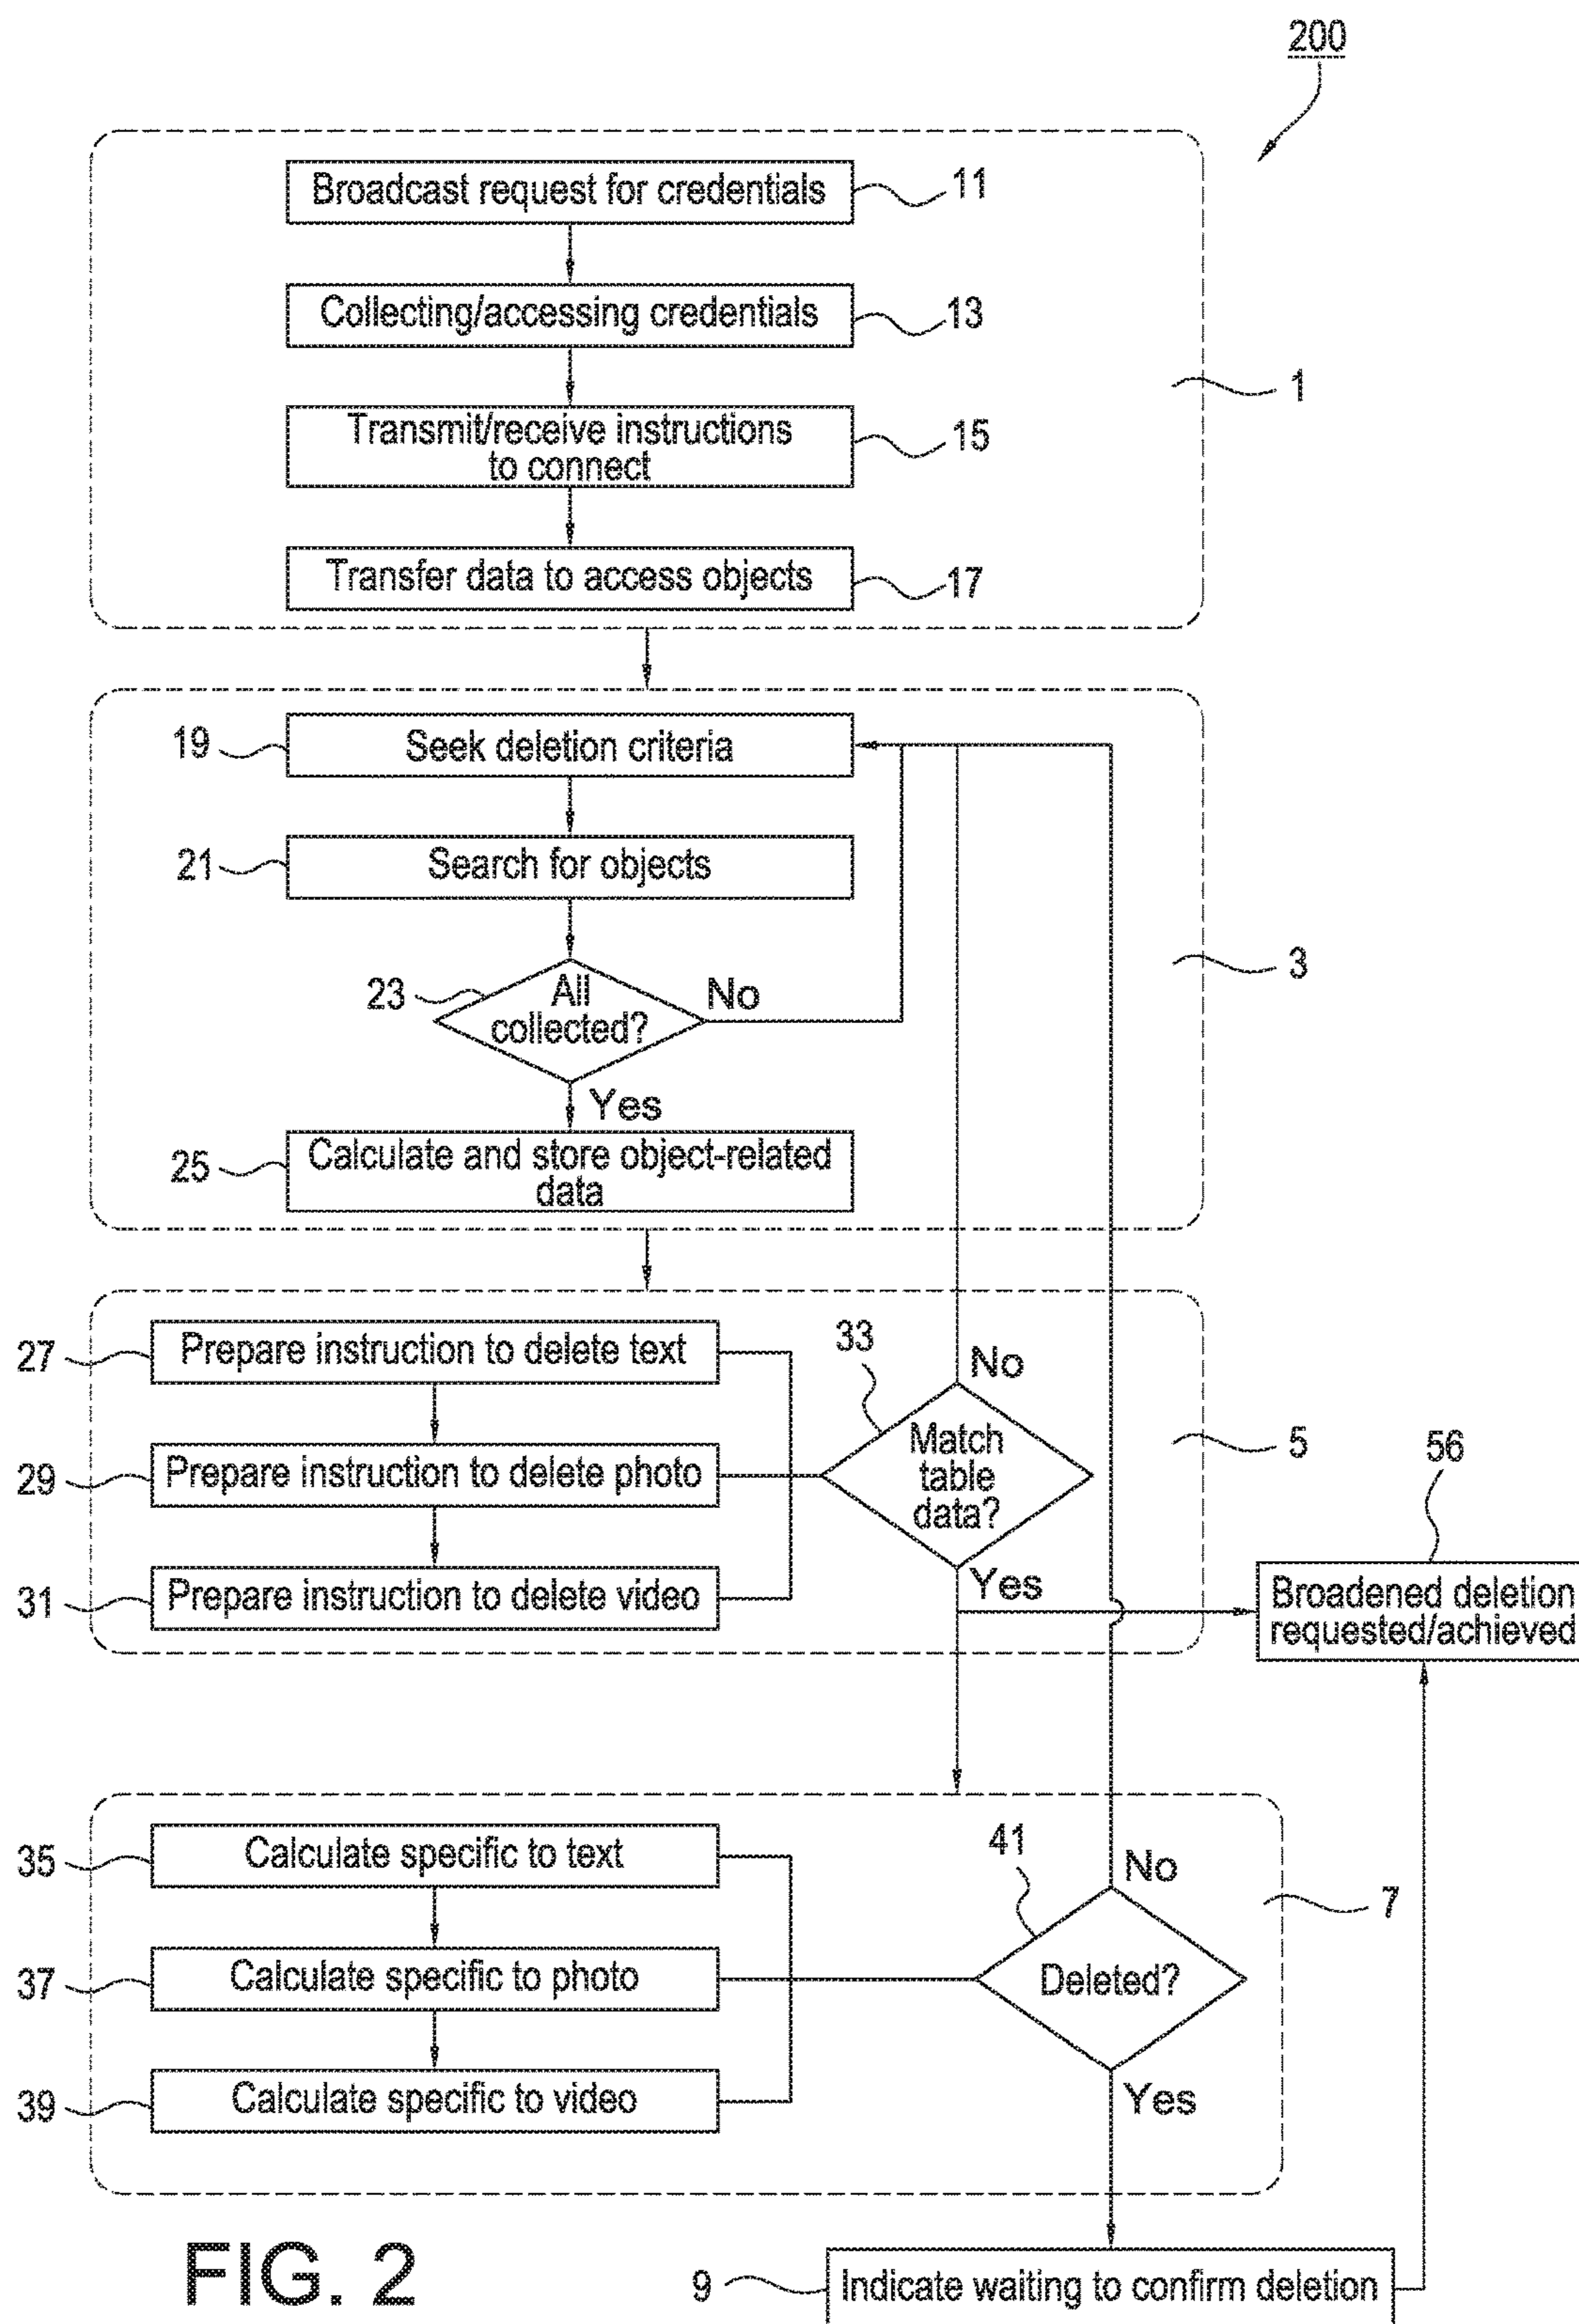 200
Broadcast request for credentials
11
Collecting/accessing credentials
13
1
Transmit/receive instructions
to connect
15
Transfer data to access objects
17
19
Seek deletion criteria
21
Search for objects
3
23
All
collected?
No
Yes
25
Calculate and store object-related
data
27
Prepare instruction to delete text
33
No
29
Prepare instruction to delete photo
Match
table
data?
5
56
31
Prepare instruction to delete video
Yes
Broadened deletion
requested/achieved
35
Calculate specific to text
41
No
7
37
Calculate specific to photo
Deleted?
39
Calculate specific to video
Yes
FIG. 2
9
Indicate waiting to confirm deletion